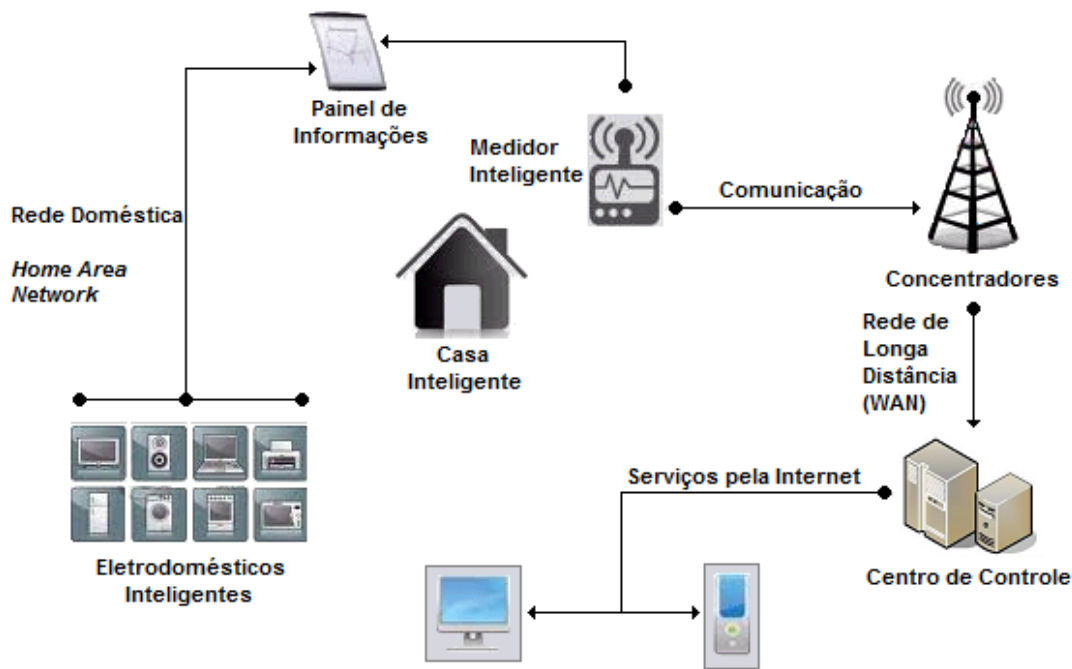 Painel de
Informações
Medidor
Inteligente
Comunicação
Rede Doméstica
Home Area
Network
Concentradores
Casa
Inteligente
Rede de
Longa
Distância
(WAN)
Serviços pela Internet
Eletrodomésticos
Inteligentes
Centro de Controle